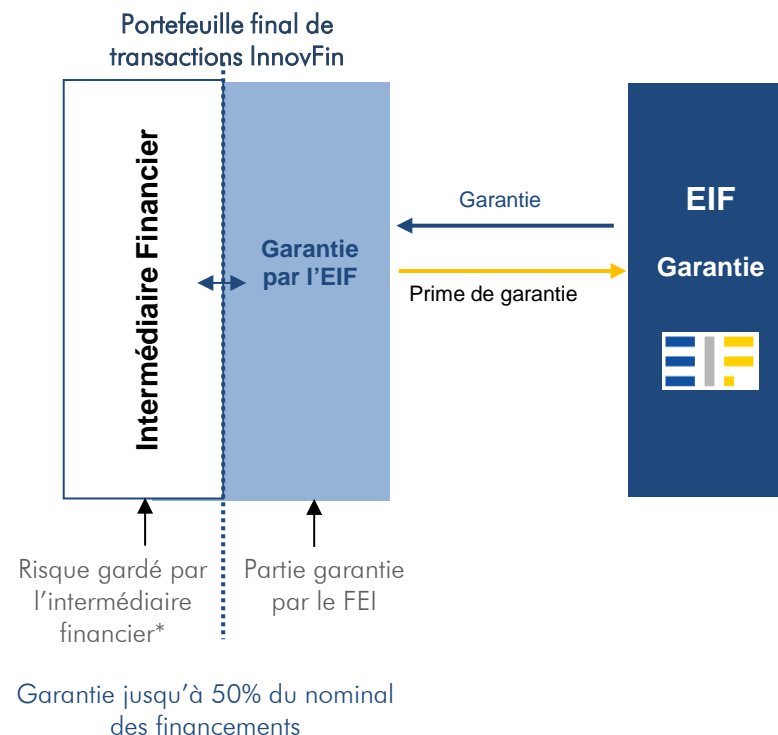 Portefeuille final de
transactions InnovFin
Intermédiaire Financier
Garantie
par l'EIF
Garantie
Prime de garantie
EIF
Garantie
EIF
Risque gardé par
l'intermédiaire
financier*
Partie garantie
par le FEI
Garantie jusqu'à 50% du nominal
des financements